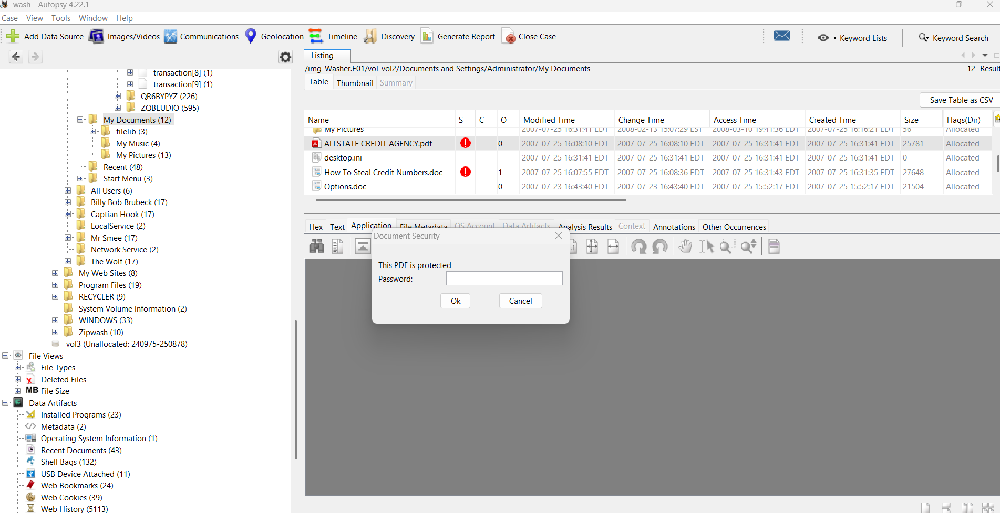 wash - Autopsy 4.22.1
Case View Tools Window Help
Add Data Source Images/Videos Communications Geolocation Timeline Discovery Generate Report Close Case Keyword Lists Keyword Search
transaction[8] (1)
transaction[9] (1)
QR6BYPYZ (226)
ZQBEUDIO (595)
My Documents (12)
filelib (3)
My Music (4)
My Pictures (13)
Recent (48)
Start Menu (3)
All Users (6)
Billy Bob Brubeck (17)
Captian Hook (17)
LocalService (2)
Mr Smee (17)
Network Service (2)
The Wolf (17)
My Web Sites (8)
Program Files (19)
RECYCLER (9)
System Volume Information (2)
WINDOWS (33)
Zipwash (10)
vol3 (Unallocated: 240975-250878)
File Views
File Types
Deleted Files
MB File Size
Data Artifacts
Installed Programs (23)
Metadata (2)
Operating System Information (1)
Recent Documents (43)
Shell Bags (132)
USB Device Attached (11)
Web Bookmarks (24)
Web Cookies (39)
Web History (5113)
Listing
/img_Washer.E01/vol_vol2/Documents and Settings/Administrator/My Documents 12 Result
Table Thumbnail Summary
Save Table as CSV
Name S C O Modified Time Change Time Access Time Created Time Size Flags(Dir)
My Pictures 2007-07-25 16:31:41 EDT 2008-02-13 15:07:29 EST 2008-03-10 19:41:36 EDT 2007-07-25 16:16:21 EDT 56 Allocated
ALLSTATE CREDIT AGENCY.pdf 0 2007-07-25 16:08:10 EDT 2007-07-25 16:08:10 EDT 2007-07-25 16:31:41 EDT 2007-07-25 16:31:41 EDT 25781 Allocated
desktop.ini 2007-07-25 16:31:41 EDT 2007-07-25 16:31:41 EDT 2007-07-25 16:31:41 EDT 2007-07-25 16:31:41 EDT 0 Allocated
How To Steal Credit Numbers.doc 1 2007-07-25 16:07:55 EDT 2007-07-25 16:08:36 EDT 2007-07-25 16:31:43 EDT 2007-07-25 16:31:35 EDT 27648 Allocated
Options.doc 0 2007-07-23 16:43:40 EDT 2007-07-23 16:43:40 EDT 2007-07-25 15:52:17 EDT 2007-07-25 15:52:17 EDT 21504 Allocated
Hex Text Application File Metadata OS Account Data Artifacts Analysis Results Context Annotations Other Occurrences
Document Security
This PDF is protected
Password:
Ok Cancel